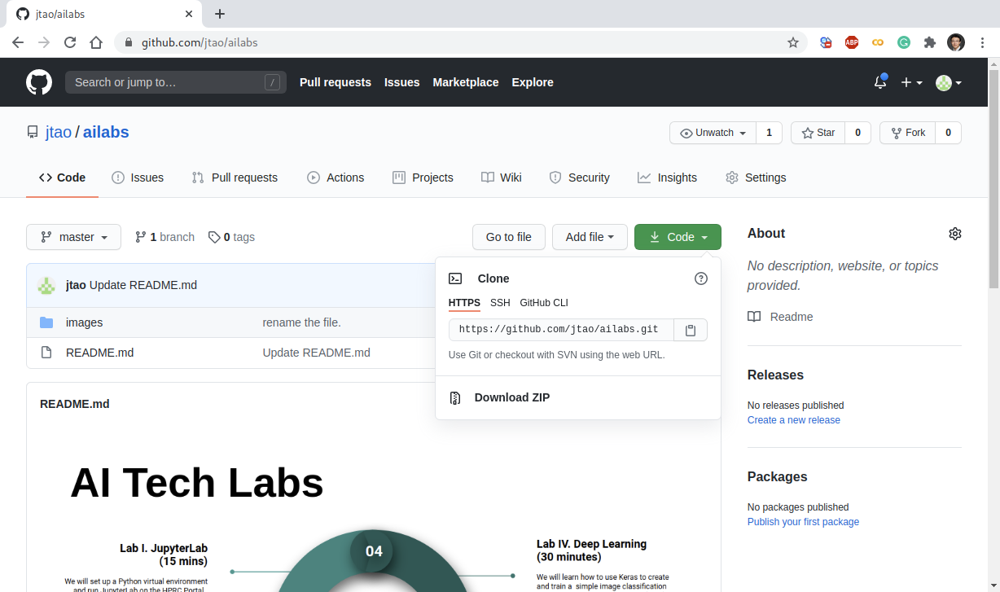 jtao/ailabs
github.com/jtao/ailabs
ABP
Search or jump to…
/
Pull requests
Issues
Marketplace
Explore
jtao / ailabs
Unwatch
1
Star
0
Fork
0
Code
Issues
Pull requests
Actions
Projects
Wiki
Security
Insights
Settings
master
1 branch
0 tags
Go to file
Add file
Code
jtao Update README.md
images
rename the file.
README.md
Update README.md
Clone
HTTPS
SSH
GitHub CLI
https://github.com/jtao/ailabs.git
Use Git or checkout with SVN using the web URL.
Download ZIP
README.md
AI Tech Labs
Lab I. JupyterLab
(15 mins)
We will set up a Python virtual environment
and run JupyterLab on the HPRC Portal.
04
Lab IV. Deep Learning
(30 minutes)
We will learn how to use Keras to create
and train a simple image classification
About
No description, website, or topics
provided.
Readme
Releases
No releases published
Create a new release
Packages
No packages published
Publish your first package